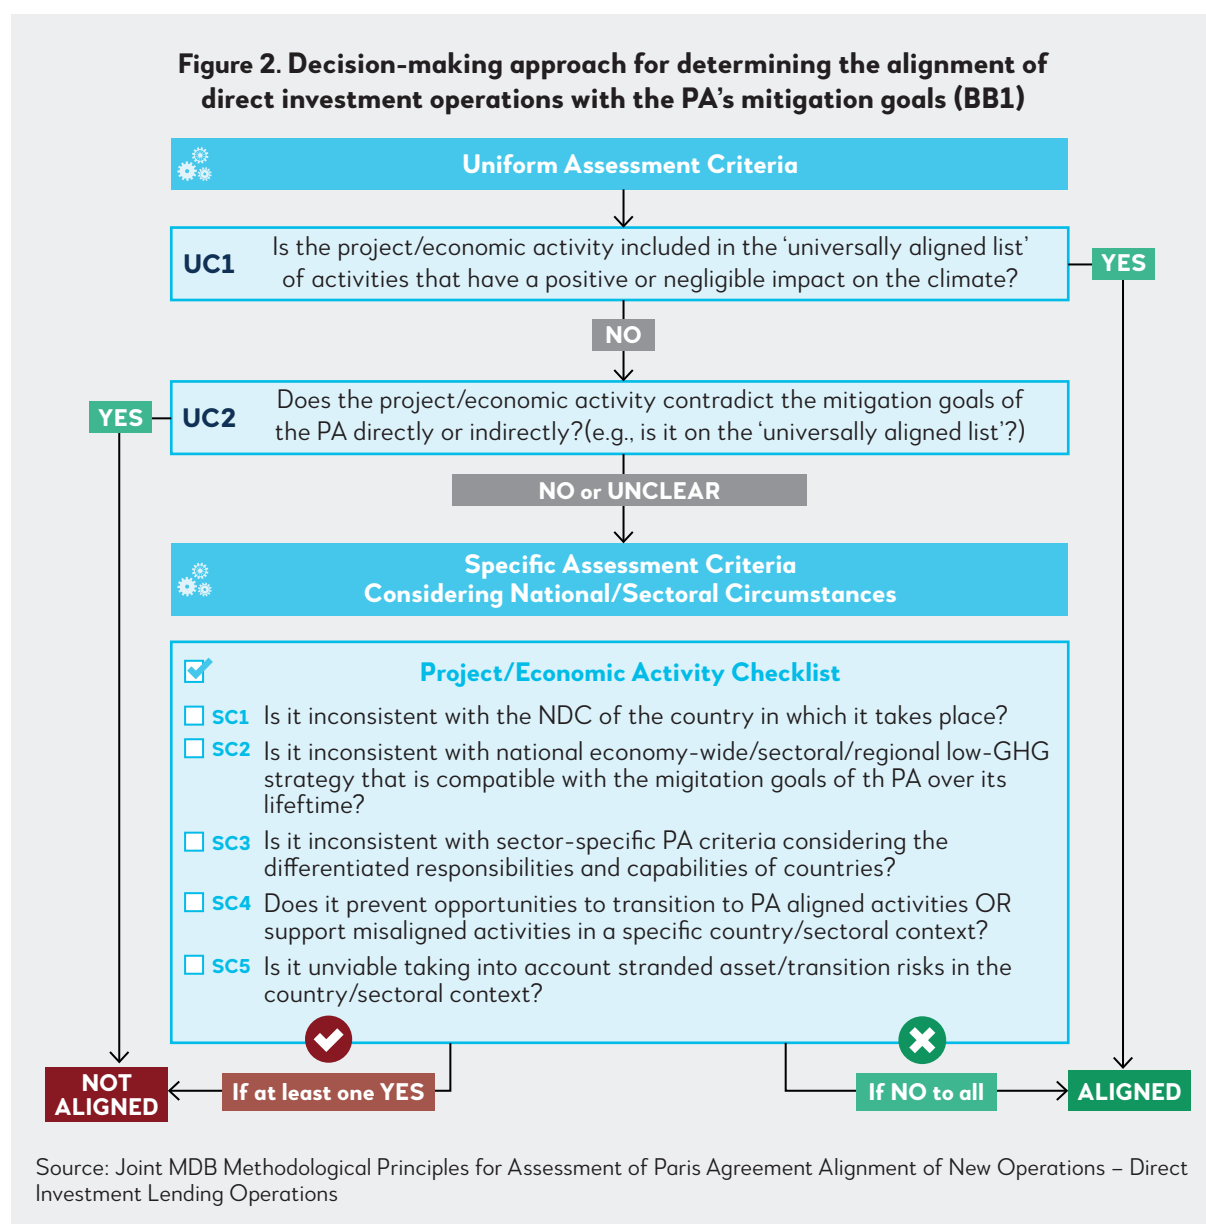 Figure 2. Decision-making approach for determining the alignment of
direct investment operations with the PA's mitigation goals (BB1)
Uniform Assessment Criteria
UC1
Is the project/economic activity included in the ‘universally aligned list’
of activities that have a positive or negligible impact on the climate?
YES
NO
YES
UC2
Does the project/economic activity contradict the mitigation goals of
the PA directly or indirectly?(e.g., is it on the ‘universally aligned list’?)
NO or UNCLEAR
Specific Assessment Criteria
Considering National/Sectoral Circumstances
Project/Economic Activity Checklist
SC1 Is it inconsistent with the NDC of the country in which it takes place?
SC2 Is it inconsistent with national economy-wide/sectoral/regional low-GHG
strategy that is compatible with the migitation goals of th PA over its
lifeftime?
SC3 Is it inconsistent with sector-specific PA criteria considering the
differentiated responsibilities and capabilities of countries?
SC4 Does it prevent opportunities to transition to PA aligned activities OR
support misaligned activities in a specific country/sectoral context?
SC5 Is it unviable taking into account stranded asset/transition risks in the
country/sectoral context?
NOT
ALIGNED
If at least one YES
If NO to all
ALIGNED
Source: Joint MDB Methodological Principles for Assessment of Paris Agreement Alignment of New Operations – Direct
Investment Lending Operations